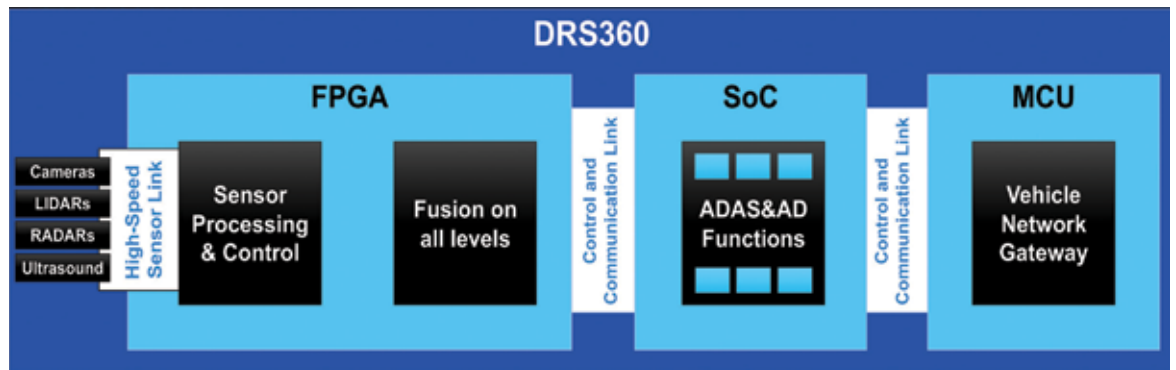 DRS360
FPGA
SoC
MCU
Cameras
LIDARs
RADARs
Ultrasound
High-Speed
Sensor Link
Sensor
Processing
& Control
Fusion on
all levels
Control and
Communication Link
ADAS&AD
Functions
Control and
Communication Link
Vehicle
Network
Gateway